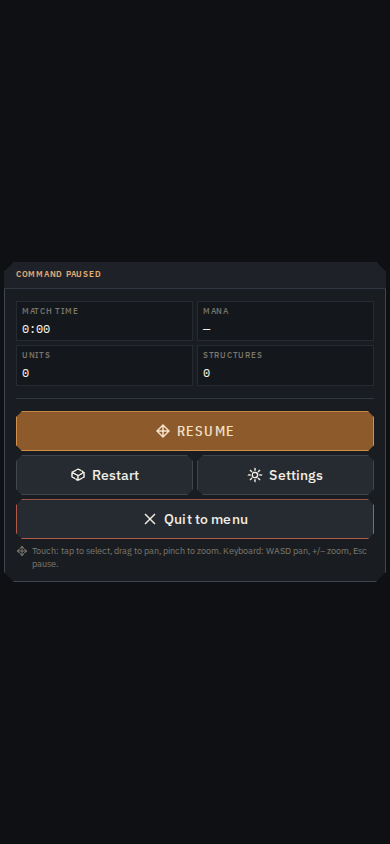 COMMAND PAUSED
MATCH TIME
0:00
MANA
—
UNITS
0
STRUCTURES
0
RESUME
Restart
Settings
Quit to menu
Touch: tap to select, drag to pan, pinch to zoom. Keyboard: WASD pan, +/− zoom, Esc
pause.